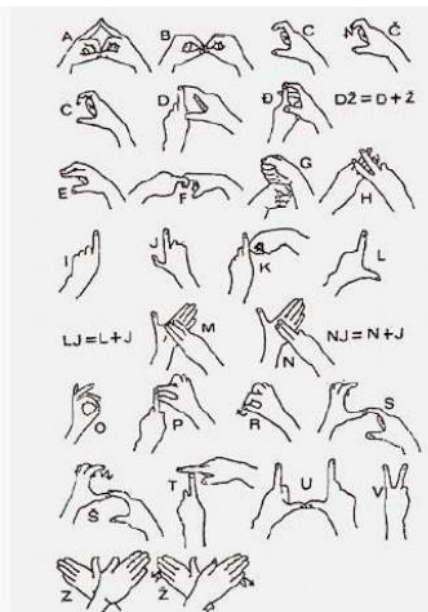 A B C Č
C D Đ DŽ = D + Ž
E F G H
I J K L
LJ = L + J M N NJ = N + J
O P R S
Š T U V
Z Ž